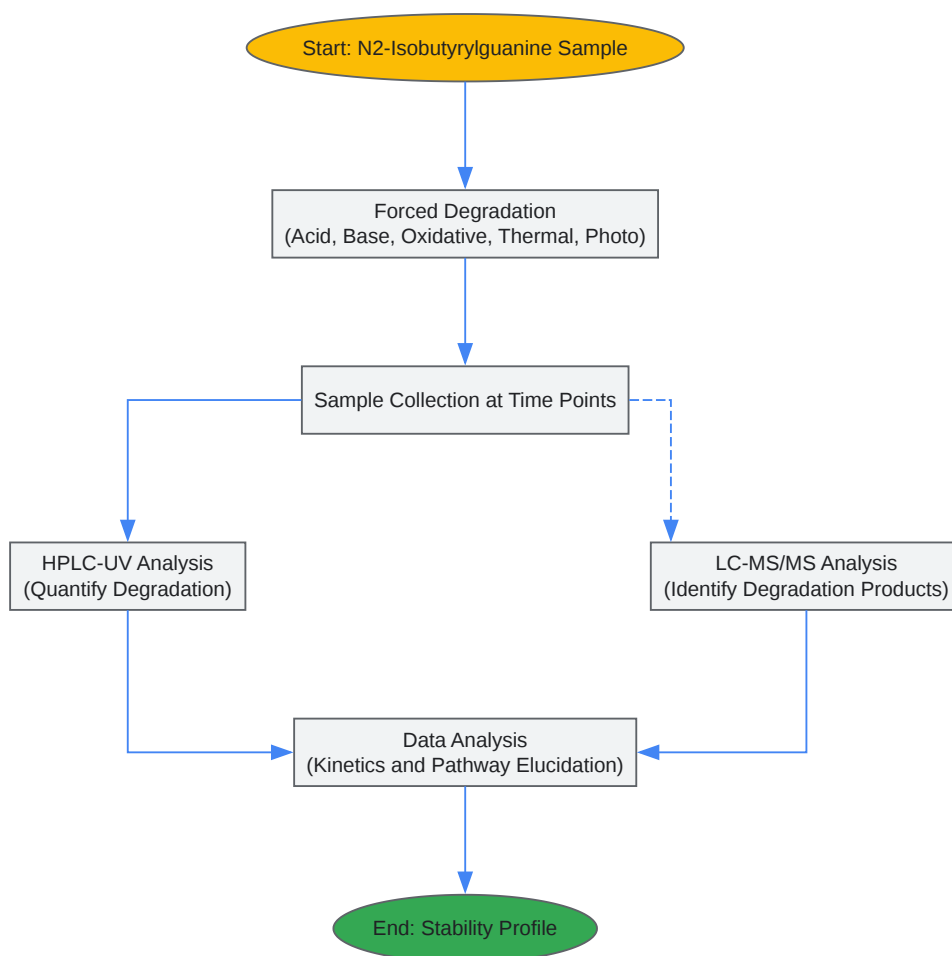 Start: N2-Isobutyrylguanine Sample
Forced Degradation
(Acid, Base, Oxidative, Thermal, Photo)
Sample Collection at Time Points
HPLC-UV Analysis
(Quantify Degradation)
LC-MS/MS Analysis
(Identify Degradation Products)
Data Analysis
(Kinetics and Pathway Elucidation)
End: Stability Profile